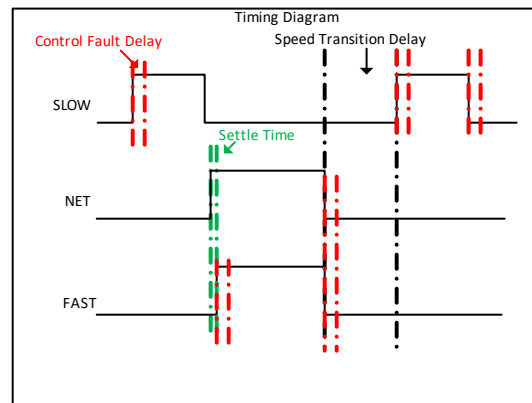 Timing Diagram
Control Fault Delay
Speed Transition Delay
SLOW
Settle Time
NET
FAST